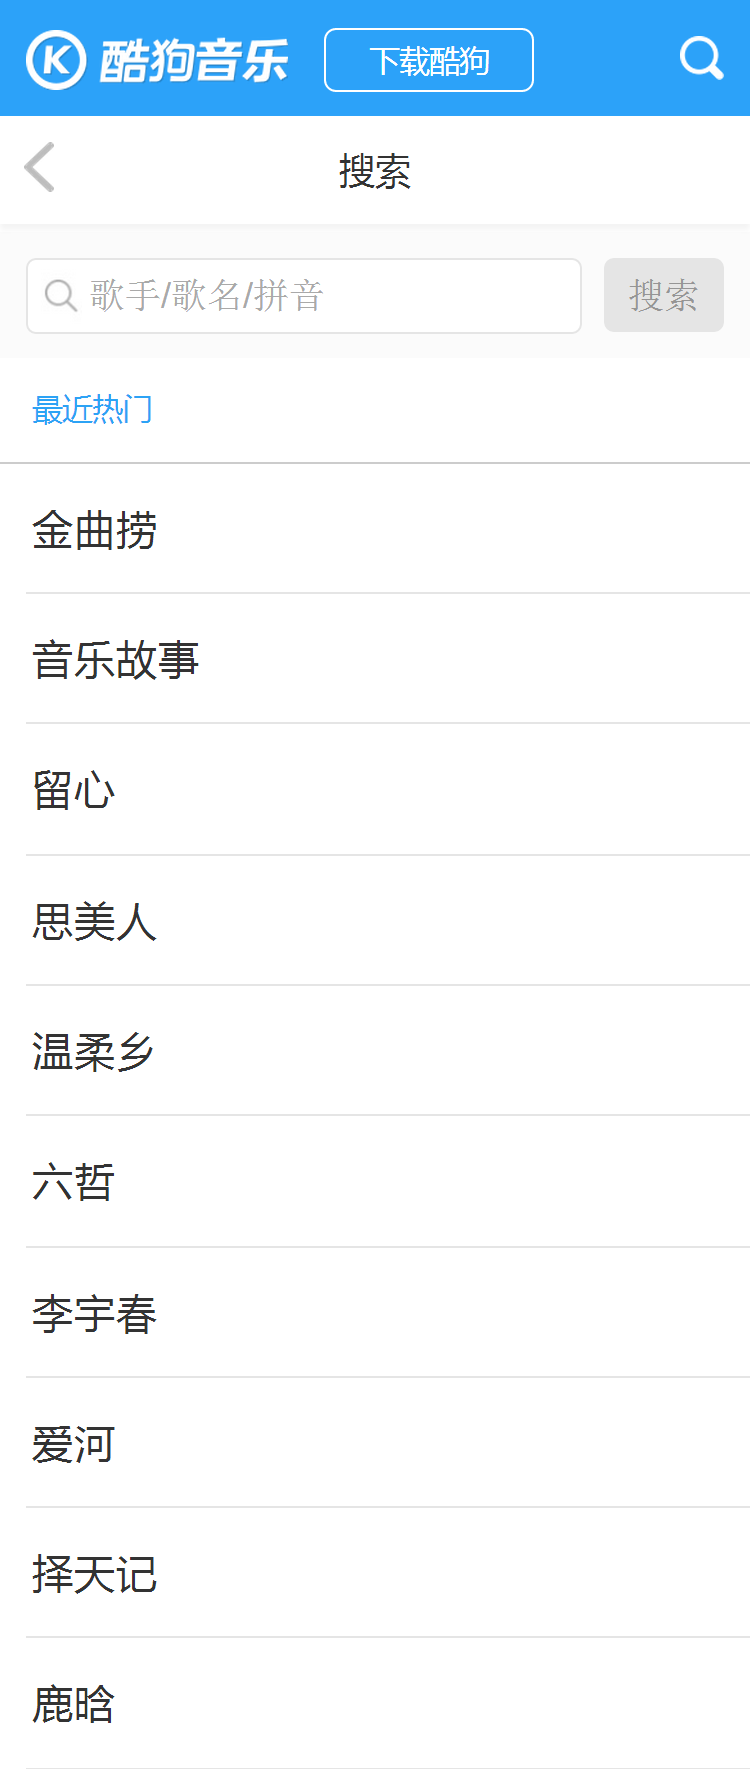 酷狗音乐 下载酷狗
搜索
歌手/歌名/拼音 搜索
最近热门
金曲捞
音乐故事
留心
思美人
温柔乡
六哲
李宇春
爱河
择天记
鹿晗